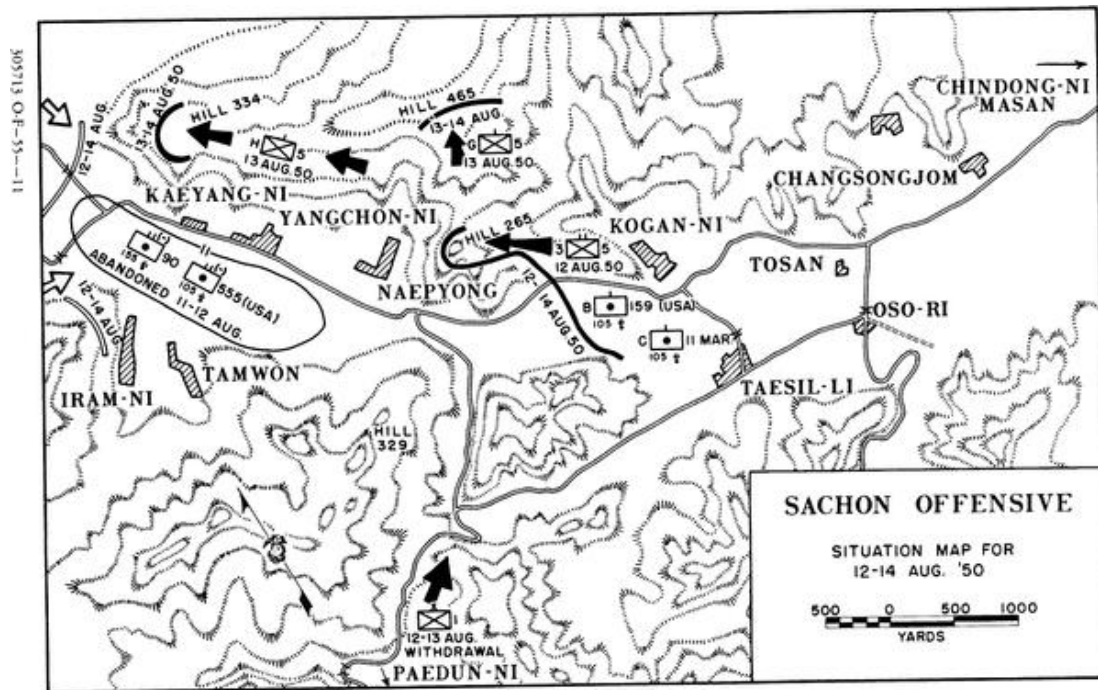 305713 O-F-55--11
CHINDONG-NI
MASAN
12-14 AUG.
13-14 AUG. 50
HILL 334
H 5
13 AUG. 50
HILL 465
13-14 AUG.
G 5
13 AUG. 50
CHANGSONGJOM
KAEYANG-NI
YANGCHON-NI
KOGAN-NI
HILL 265
3 5
12 AUG. 50
TOSAN
NAEPYONG
12-14 AUG. 50
(-) 11
90
155
(-)
555 (USA)
105
ABANDONED 11-12 AUG.
B 159 (USA)
105
C 11 MAR
105
OSO-RI
12-14 AUG.
TAMWON
IRAM-NI
TAESIL-LI
HILL
329
1
12-13 AUG.
WITHDRAWAL
PAEDUN-NI
SACHON OFFENSIVE
SITUATION MAP FOR
12-14 AUG. '50
500 0 500 1000
YARDS